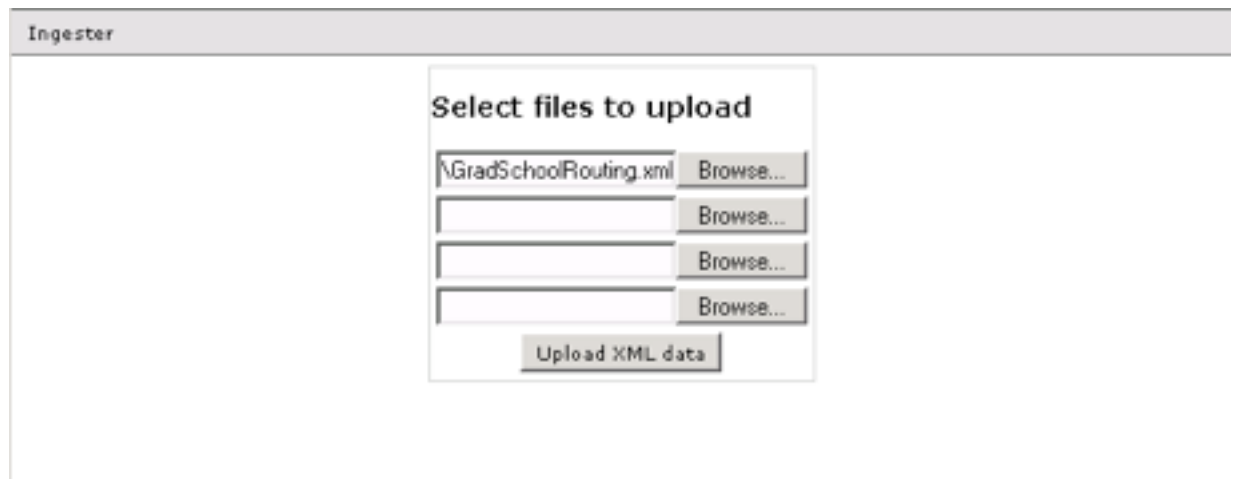 Ingester
Select files to upload
\GradSchoolRouting.xml Browse...
Browse...
Browse...
Browse...
Upload XML data